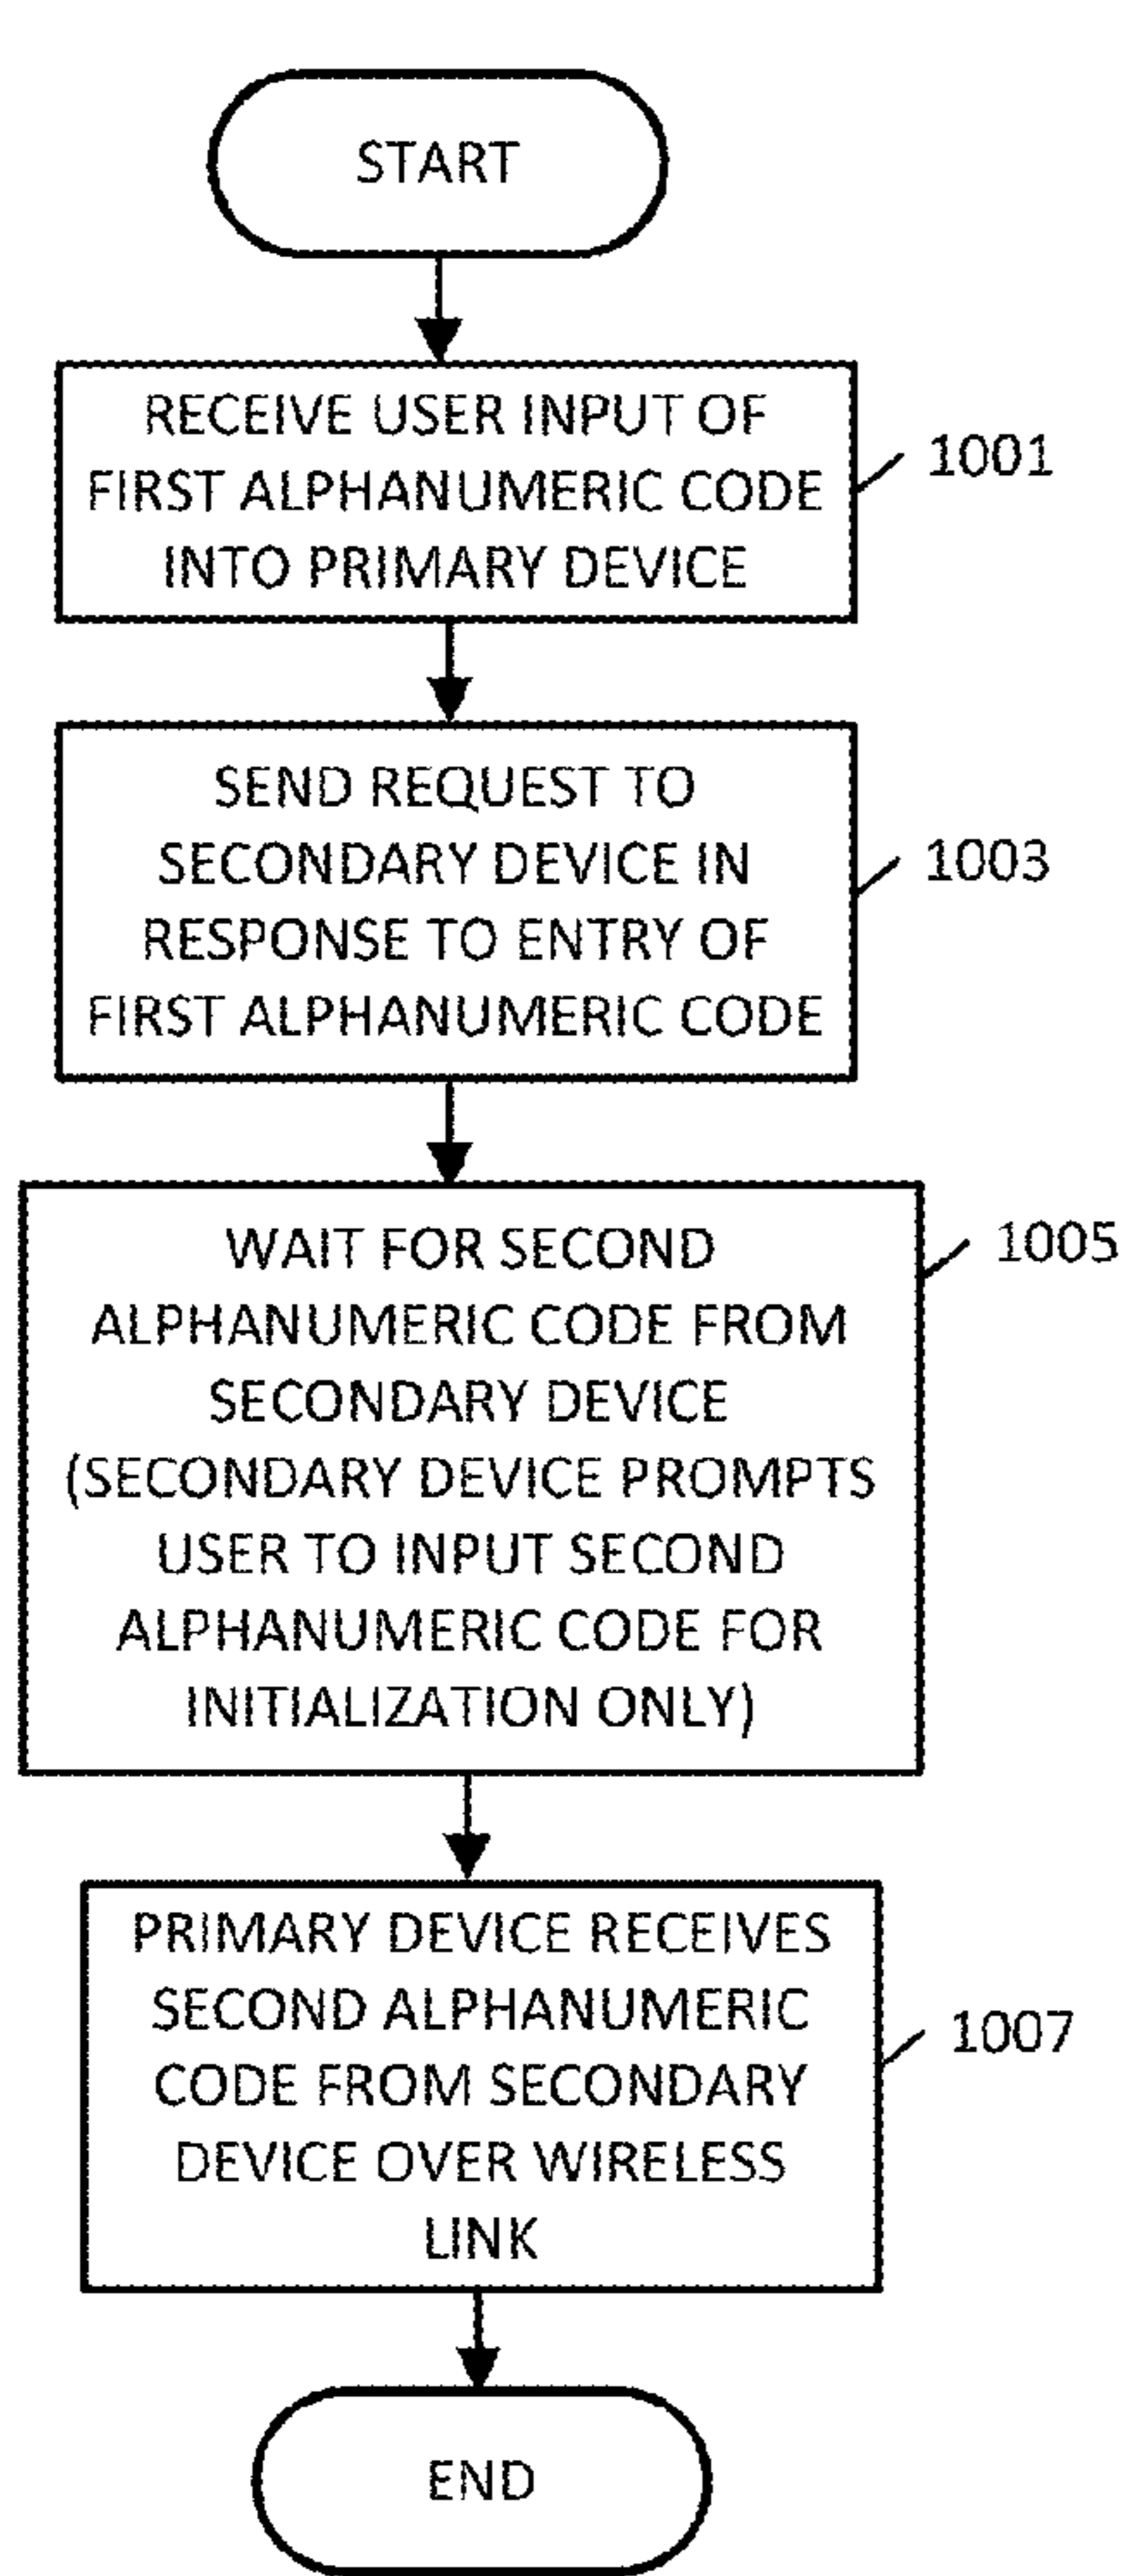 START
RECEIVE USER INPUT OF
FIRST ALPHANUMERIC CODE
INTO PRIMARY DEVICE
1001
SEND REQUEST TO
SECONDARY DEVICE IN
RESPONSE TO ENTRY OF
FIRST ALPHANUMERIC CODE
1003
WAIT FOR SECOND
ALPHANUMERIC CODE FROM
SECONDARY DEVICE
(SECONDARY DEVICE PROMPTS
USER TO INPUT SECOND
ALPHANUMERIC CODE FOR
INITIALIZATION ONLY)
1005
PRIMARY DEVICE RECEIVES
SECOND ALPHANUMERIC
CODE FROM SECONDARY
DEVICE OVER WIRELESS
LINK
1007
END